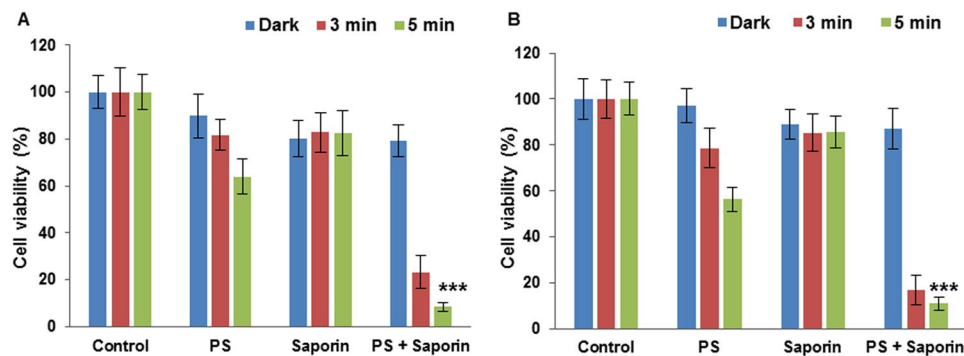 A
Dark 3 min 5 min
120
100
80
60
40
20
0
Cell viability (%)
Control PS Saporin PS + Saporin
***
B
Dark 3 min 5 min
120
100
80
60
40
20
0
Cell viability (%)
Control PS Saporin PS + Saporin
***